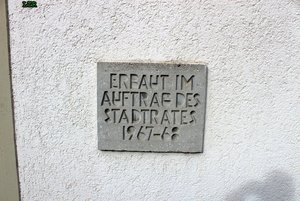 ERBAUT IM
AUFTRAG DES
STADTRATES
1967-68